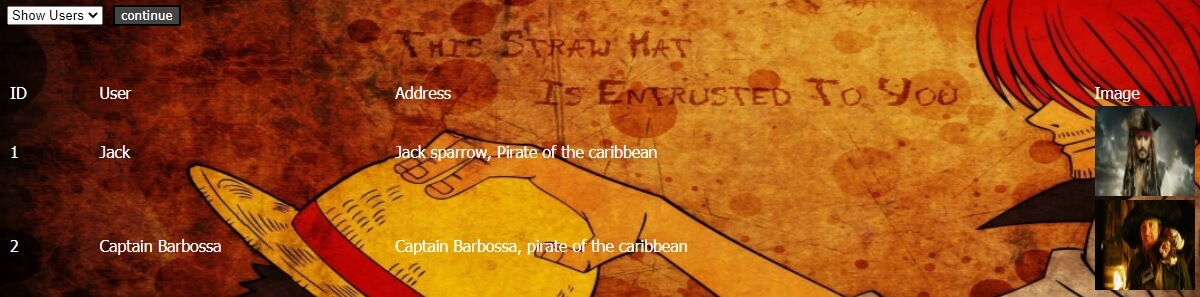 Show Users continue
This Straw Hat
Is Entrusted To You
ID User Address Image
1 Jack Jack sparrow, Pirate of the caribbean
2 Captain Barbossa Captain Barbossa, pirate of the caribbean